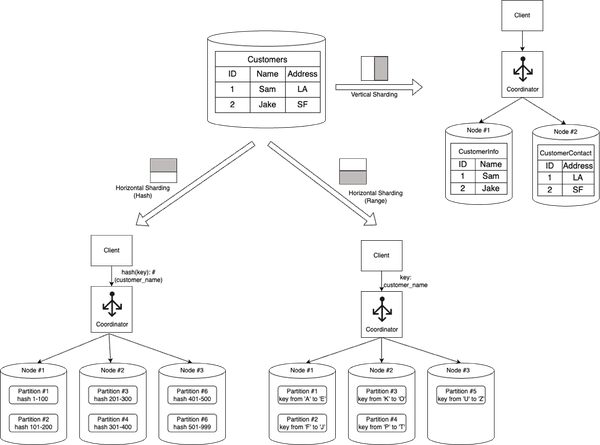 Customers
ID Name Address
1 Sam LA
2 Jake SF
Vertical Sharding
Client
Coordinator
Node #1
CustomerInfo
ID Name
1 Sam
2 Jake
Node #2
CustomerContact
ID Address
1 LA
2 SF
Horizontal Sharding
(Hash)
Horizontal Sharding
(Range)
Client
hash(key): #
(customer_name)
Coordinator
Node #1
Partition #1
hash 1-100
Partition #2
hash 101-200
Node #2
Partition #3
hash 201-300
Partition #4
hash 301-400
Node #3
Partition #6
hash 401-500
Partition #6
hash 501-999
Client
key:
customer_name
Coordinator
Node #1
Partition #1
key from 'A' to 'E'
Partition #2
key from 'F' to 'J'
Node #2
Partition #3
key from 'K' to 'O'
Partition #4
key from 'P' to 'T'
Node #3
Partition #5
key from 'U' to 'Z'